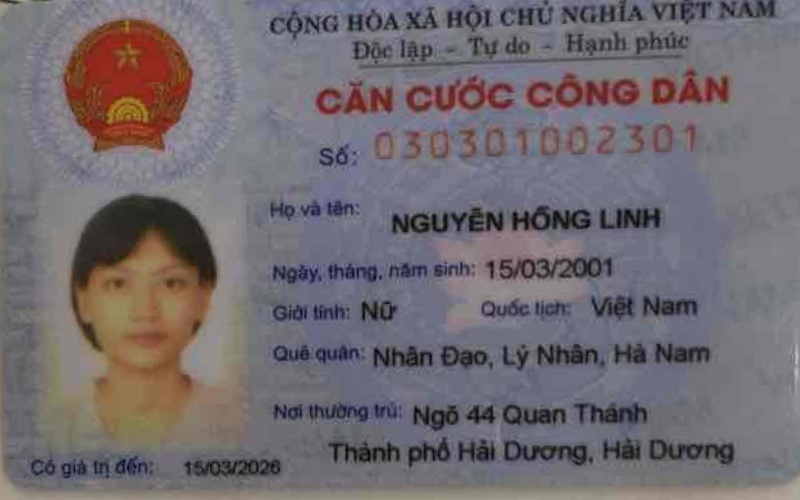 CỘNG HÒA XÃ HỘI CHỦ NGHĨA VIỆT NAM
Độc lập - Tự do - Hạnh phúc
CĂN CƯỚC CÔNG DÂN
Số: 030301002301
Họ và tên: NGUYỄN HỒNG LINH
Ngày, tháng, năm sinh: 15/03/2001
Giới tính: Nữ Quốc tịch: Việt Nam
Quê quán: Nhân Đạo, Lý Nhân, Hà Nam
Nơi thường trú: Ngõ 44 Quan Thánh
Thành phố Hải Dương, Hải Dương
Có giá trị đến: 15/03/2026